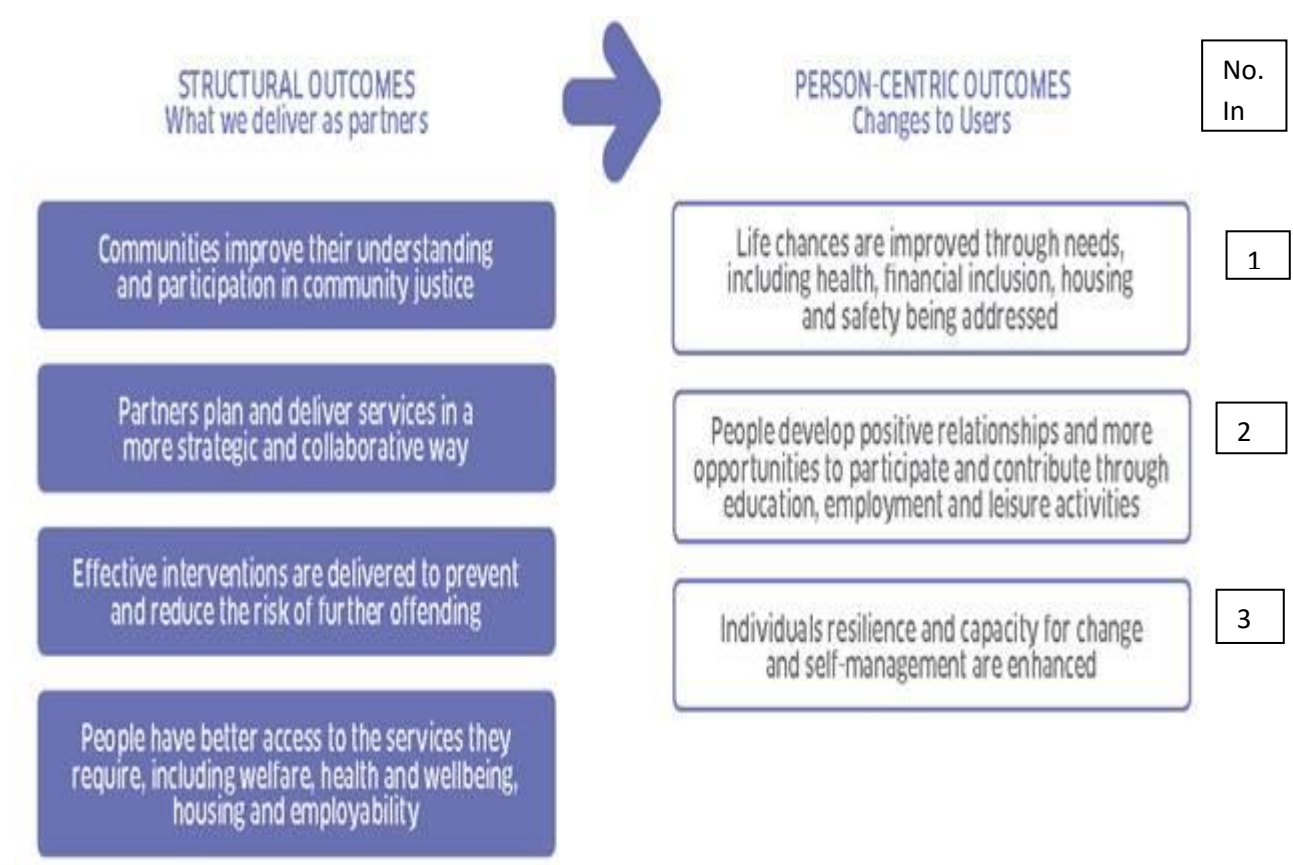 STRUCTURAL OUTCOMES
What we deliver as partners
PERSON-CENTRIC OUTCOMES
Changes to Users
No.
In
Communities improve their understanding
and participation in community justice
Partners plan and deliver services in a
more strategic and collaborative way
Effective interventions are delivered to prevent
and reduce the risk of further offending
People have better access to the services they
require, including welfare, health and wellbeing,
housing and employability
Life chances are improved through needs,
including health, financial inclusion, housing
and safety being addressed
1
People develop positive relationships and more
opportunities to participate and contribute through
education, employment and leisure activities
2
Individuals resilience and capacity for change
and self-management are enhanced
3